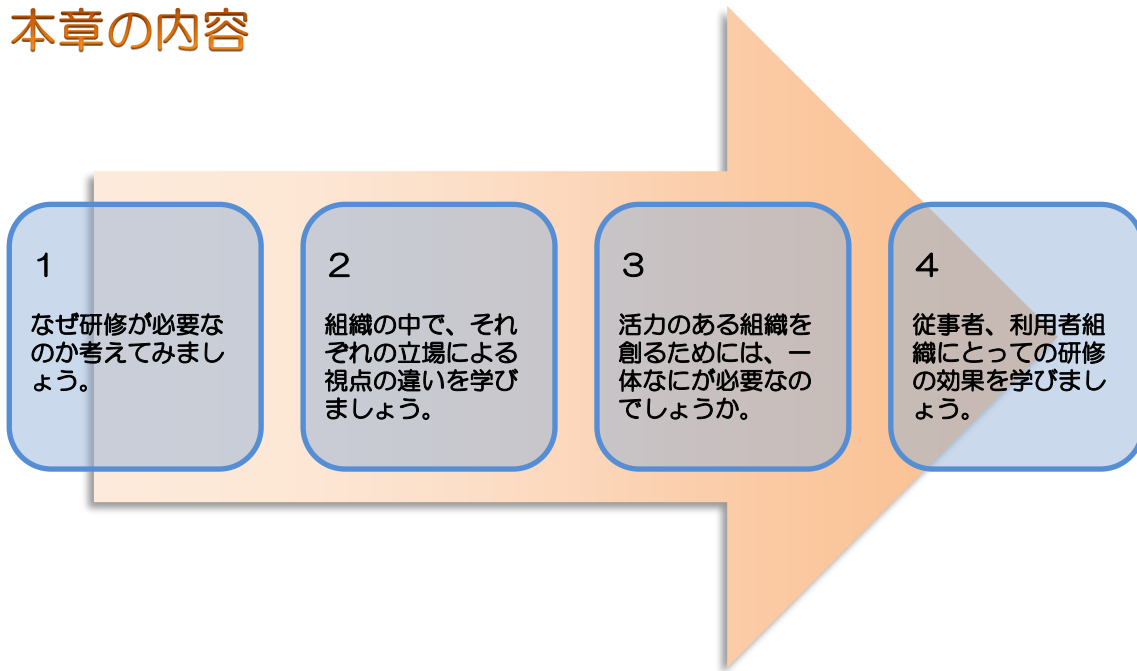 本章の内容
1
なぜ研修が必要な
のか考えてみまし
ょう。
2
組織の中で、それ
ぞれの立場による
視点の違いを学び
ましょう。
3
活力のある組織を
創るためには、一
体なにが必要なの
でしょうか。
4
従事者、利用者組
織にとっての研修
の効果を学びまし
ょう。